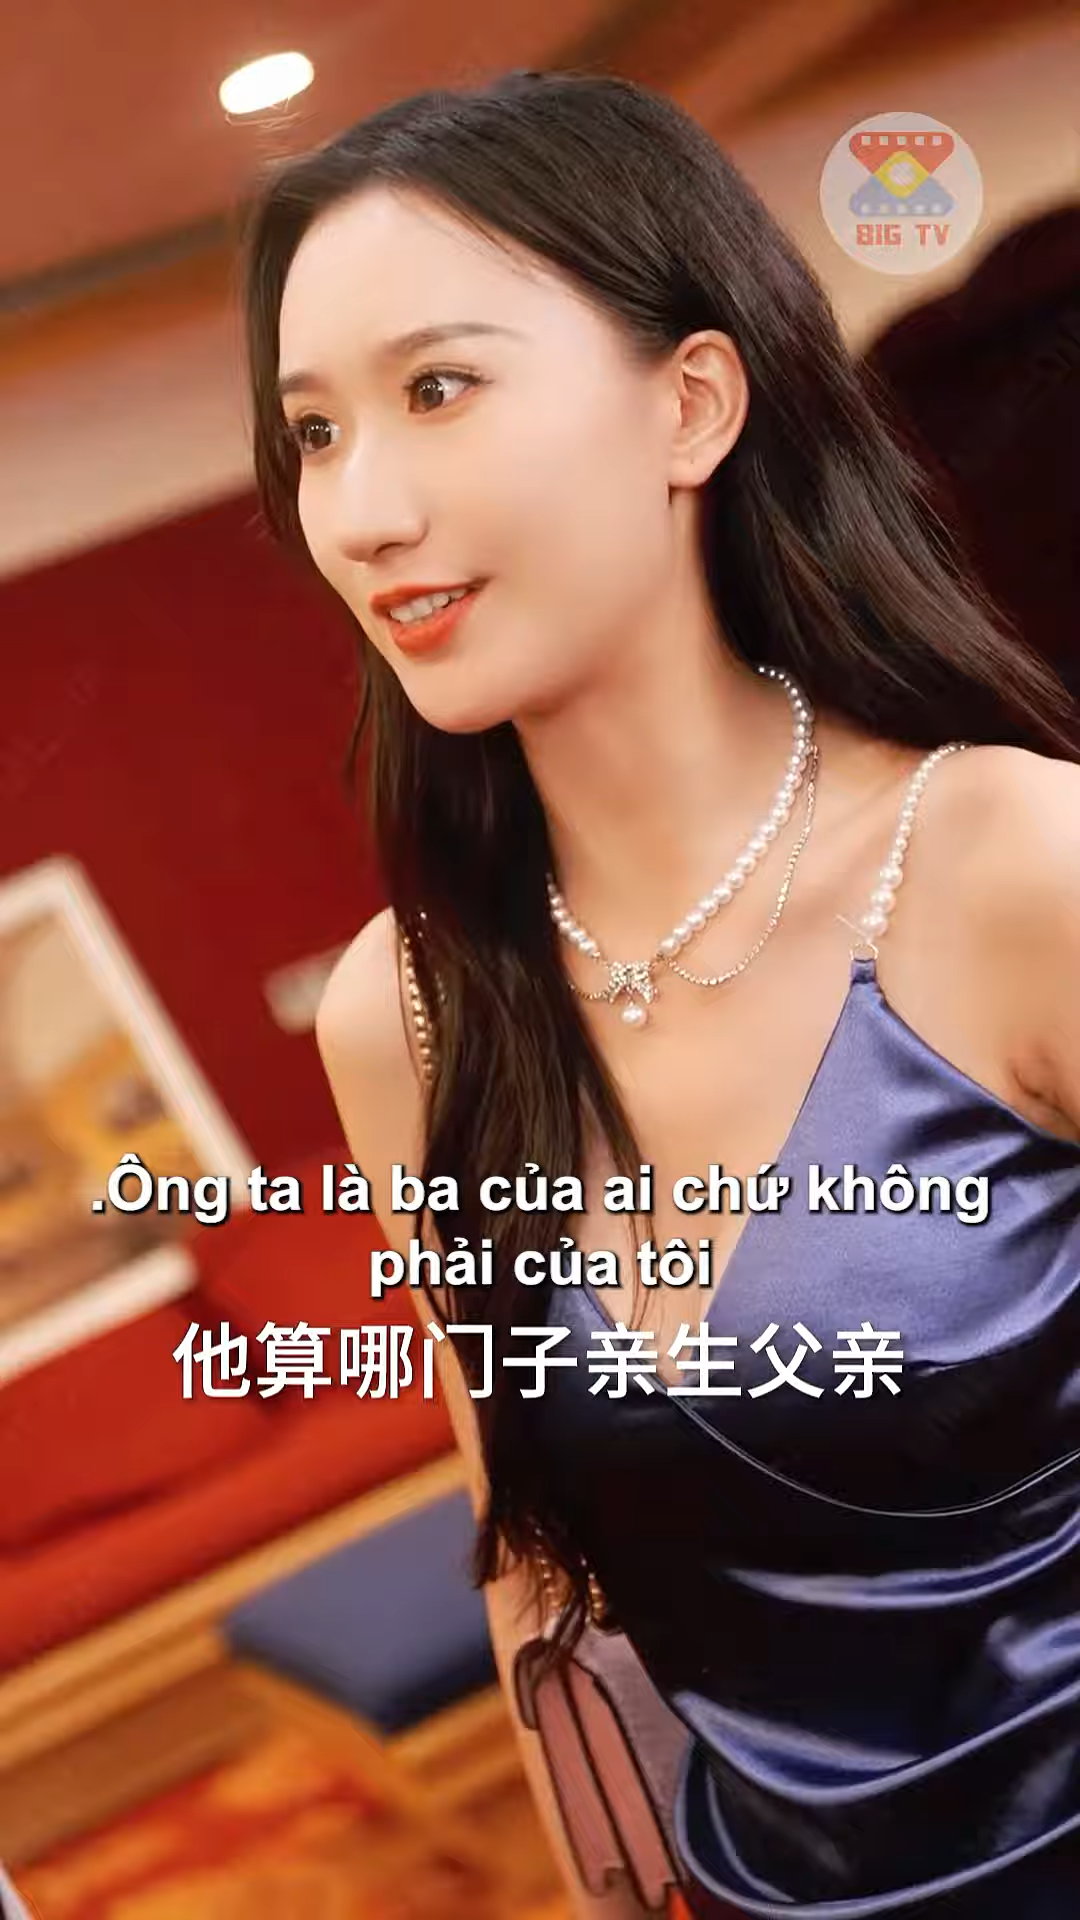 BIG TV
.Ông ta là ba của ai chứ không
phải của tôi
他算哪门子亲生父亲